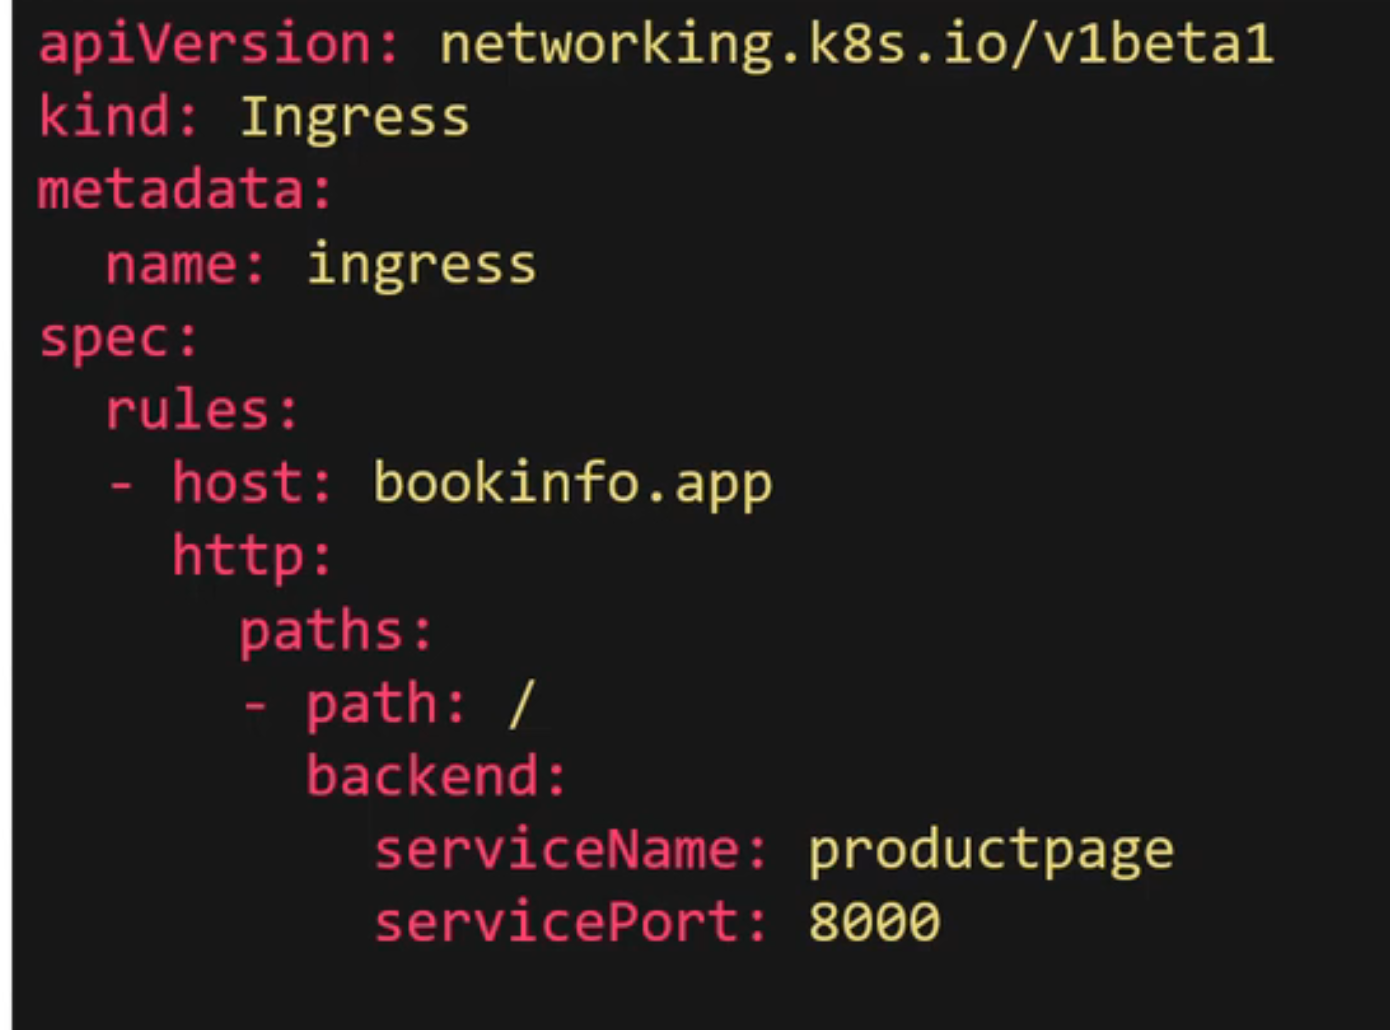 apiVersion: networking.k8s.io/v1beta1
kind: Ingress
metadata:
  name: ingress
spec:
  rules:
  - host: bookinfo.app
    http:
      paths:
      - path: /
        backend:
          serviceName: productpage
          servicePort: 8000